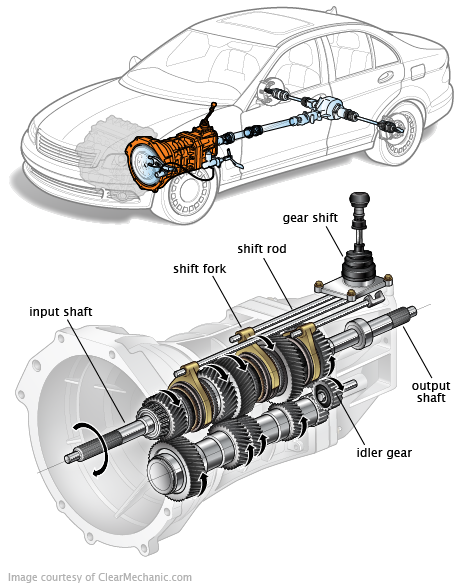 gear shift
shift rod
shift fork
input shaft
output
shaft
idler gear
Image courtesy of ClearMechanic.com